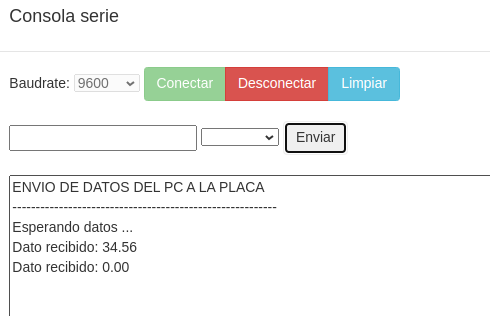 Consola serie
Baudrate: 9600 Conectar Desconectar Limpiar
Enviar
ENVIO DE DATOS DEL PC A LA PLACA
--------------------------------------------------------
Esperando datos ...
Dato recibido: 34.56
Dato recibido: 0.00